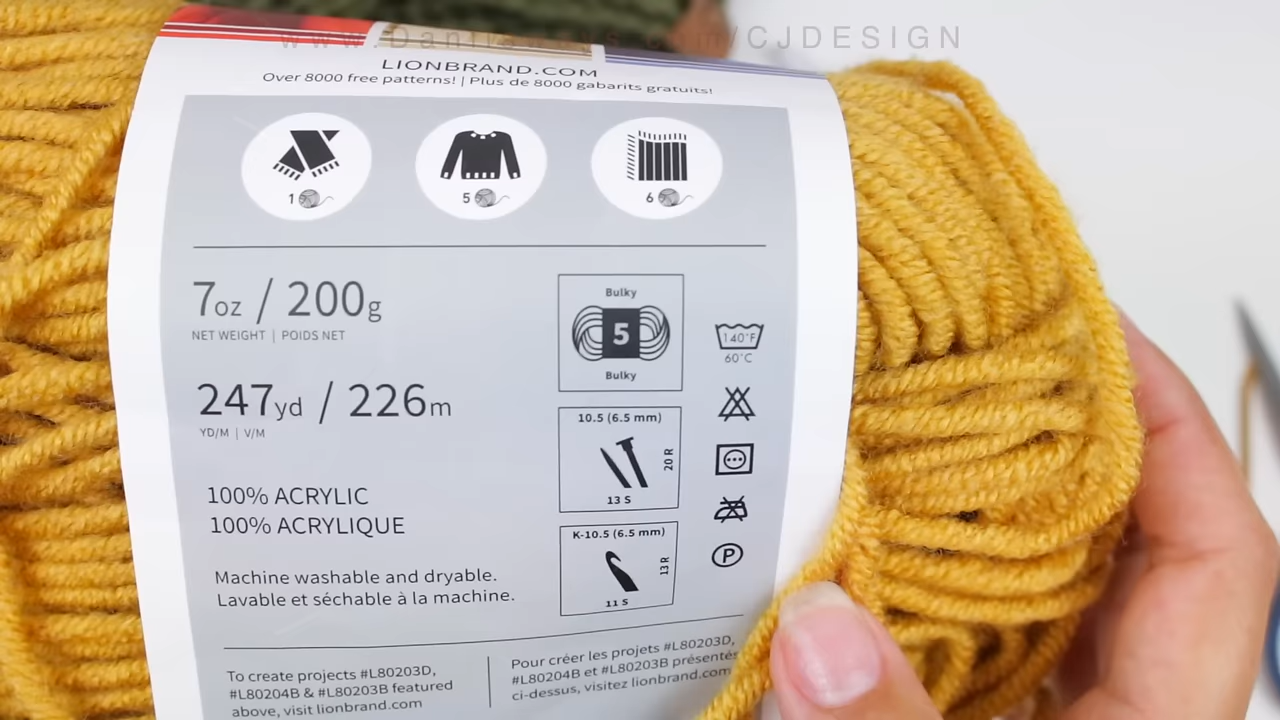 /CJDESIGN
LIONBRAND.COM
Over 8000 free patterns! | Plus de 8000 gabarits gratuits!
1
5
6
7oz / 200g
NET WEIGHT | POIDS NET
247yd / 226m
YD/M | V/M
100% ACRYLIC
100% ACRYLIQUE
Machine washable and dryable.
Lavable et séchable à la machine.
Bulky
5
Bulky
10.5 (6.5 mm)
20 R
13 S
K-10.5 (6.5 mm)
13 R
11 S
140°F
60°C
P
To create projects #L80203D,
#L80204B & #L80203B featured
above, visit lionbrand.com
Pour créer les projets #L80203D,
#L80204B et #L80203B présentés
ci-dessus, visitez lionbrand.com